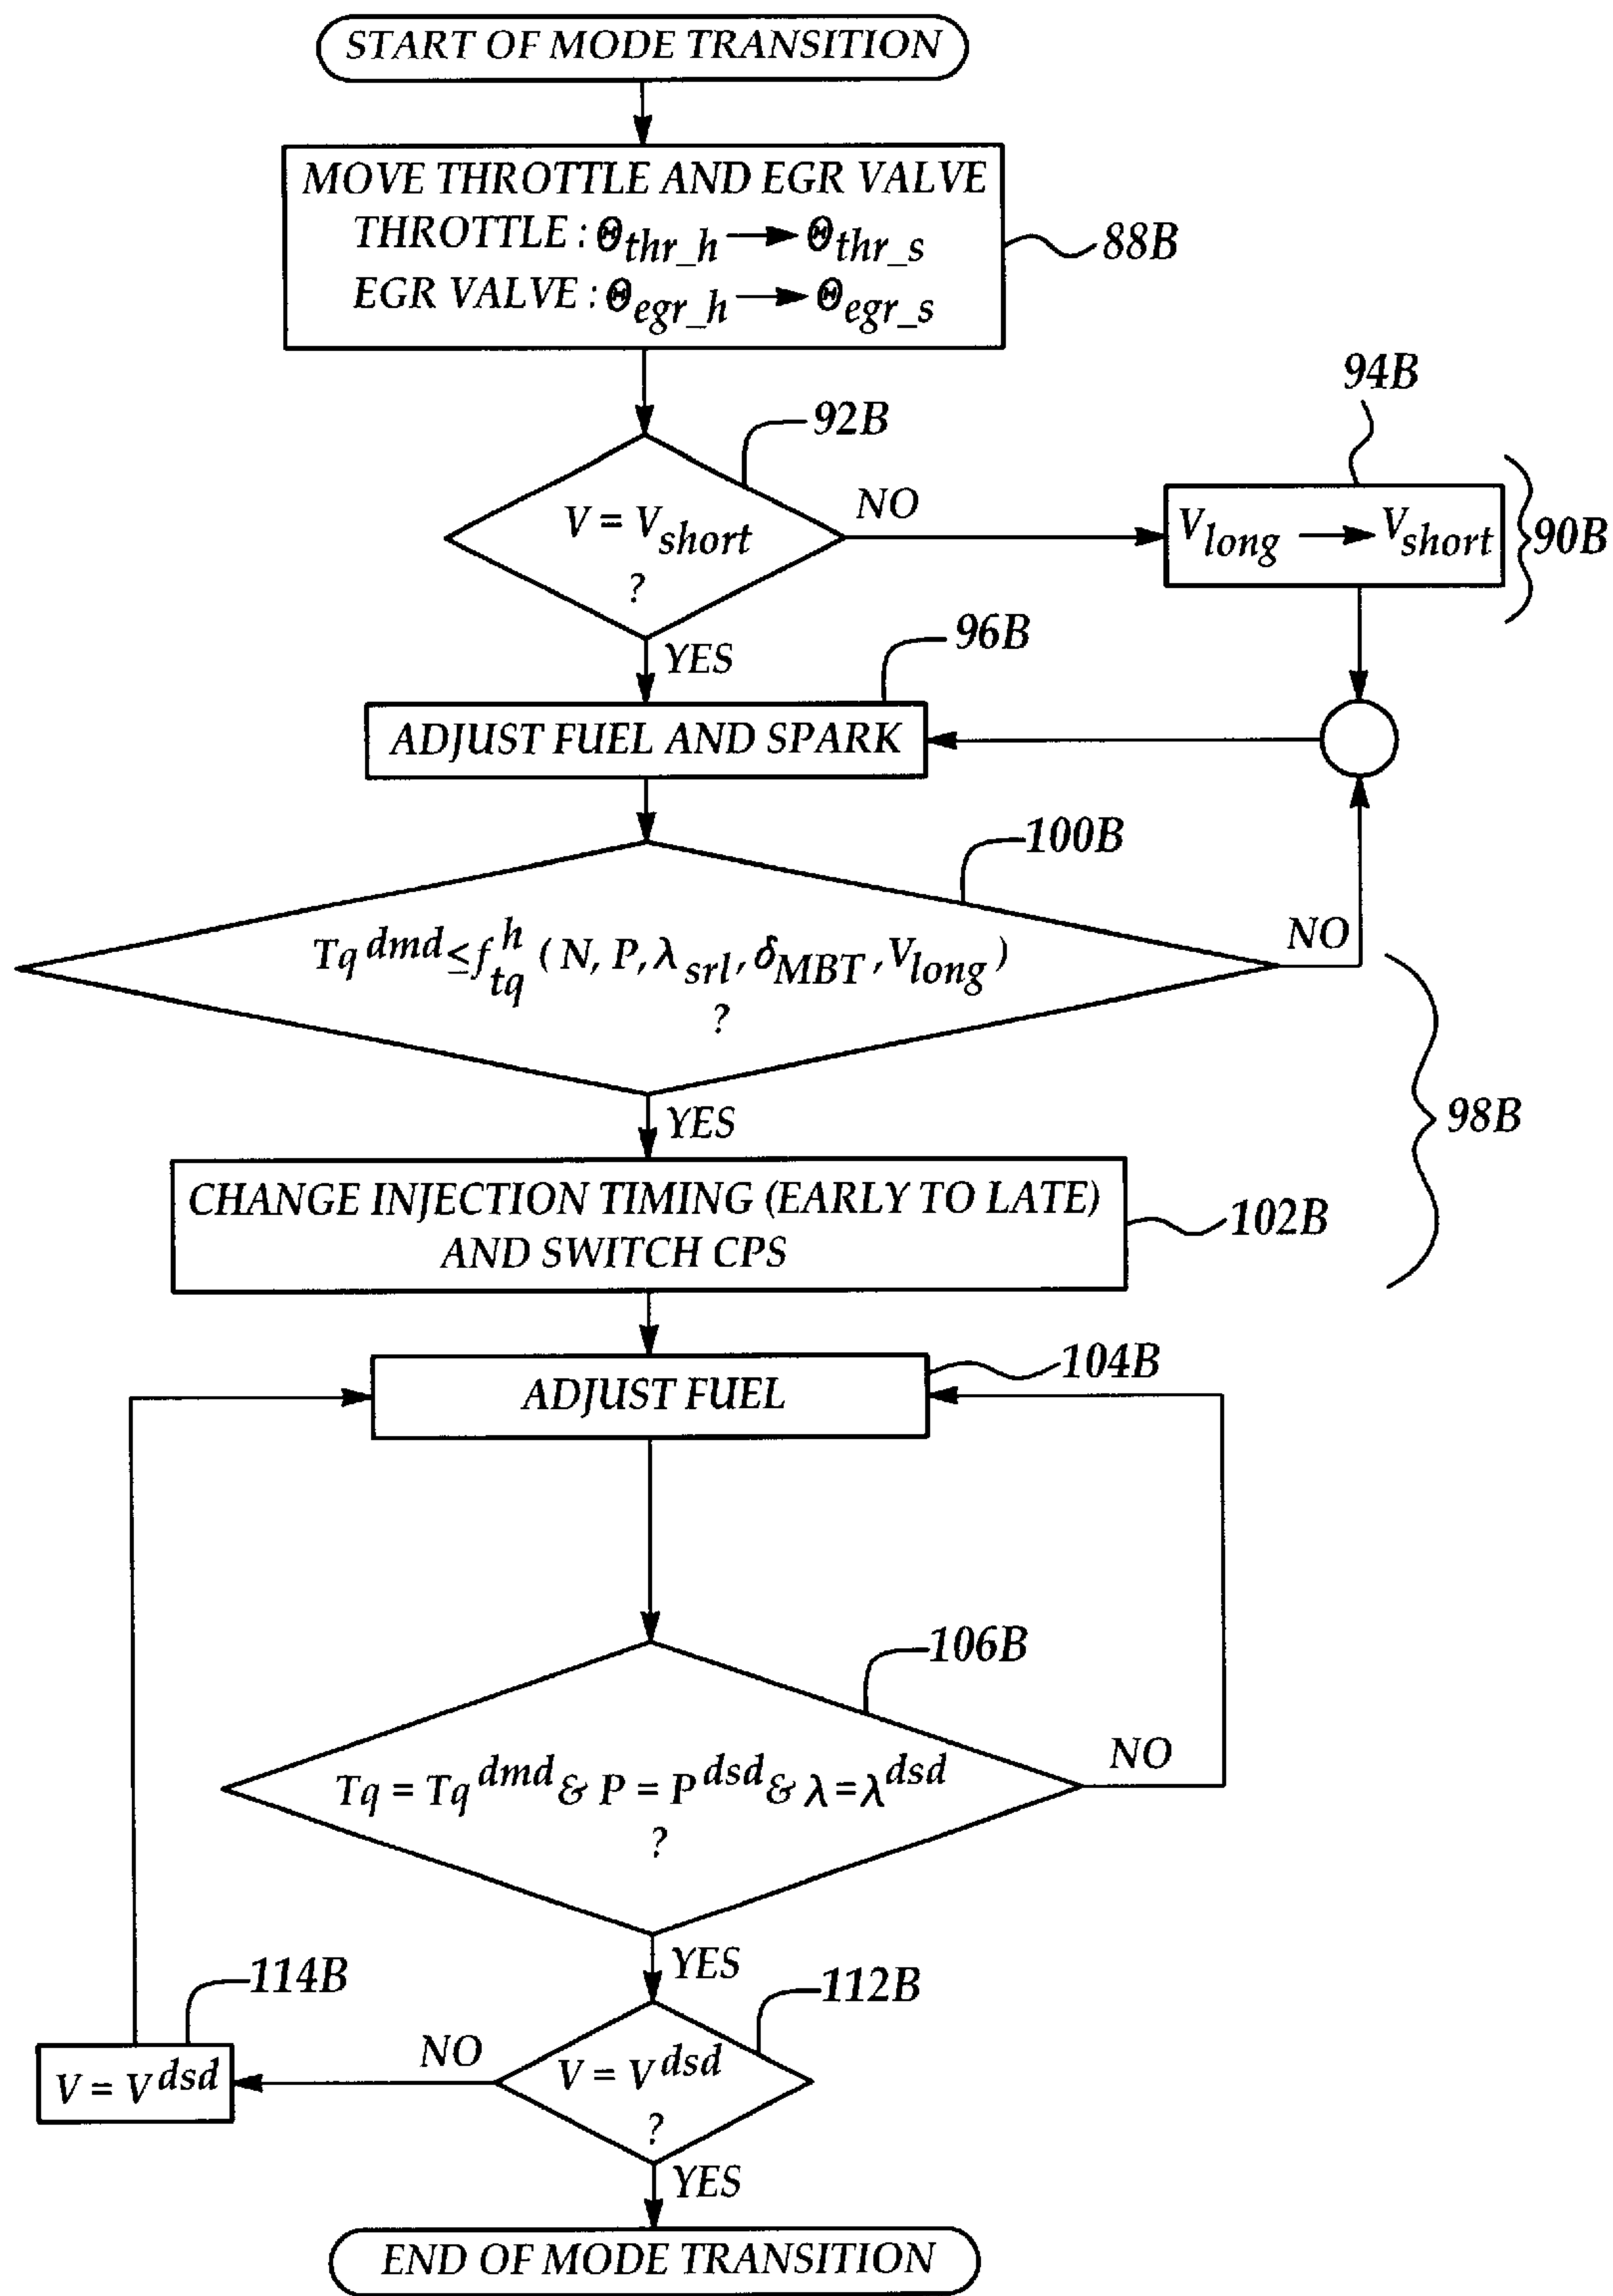 START OF MODE TRANSITION
MOVE THROTTLE AND EGR VALVE
THROTTLE : Θthr_h → Θthr_s
EGR VALVE : Θegr_h → Θegr_s
88B
94B
92B
V = Vshort
?
NO
Vlong → Vshort
90B
YES
96B
ADJUST FUEL AND SPARK
100B
Tq^dmd ≤ f^h_tq ( N, P, λsrl, δMBT, Vlong )
?
NO
YES
98B
CHANGE INJECTION TIMING (EARLY TO LATE)
AND SWITCH CPS
102B
104B
ADJUST FUEL
106B
Tq = Tq^dmd & P = P^dsd & λ = λ^dsd
?
NO
YES
114B
112B
V = V^dsd
NO
V = V^dsd
?
YES
END OF MODE TRANSITION